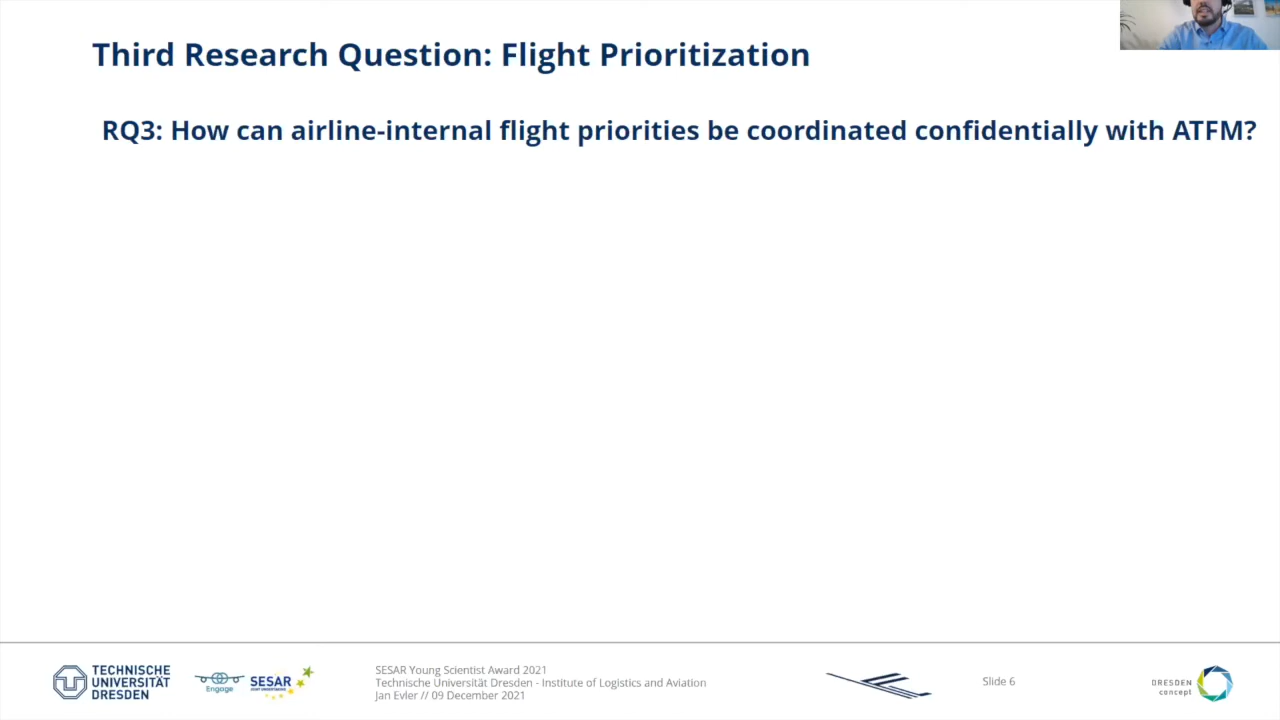 Third Research Question: Flight Prioritization
RQ3: How can airline-internal flight priorities be coordinated confidentially with ATFM?
TECHNISCHE
UNIVERSITÄT
DRESDEN
Engage
SESAR
JOINT UNDERTAKING
SESAR Young Scientist Award 2021
Technische Universität Dresden - Institute of Logistics and Aviation
Jan Evler // 09 December 2021
Slide 6
DRESDEN
concept